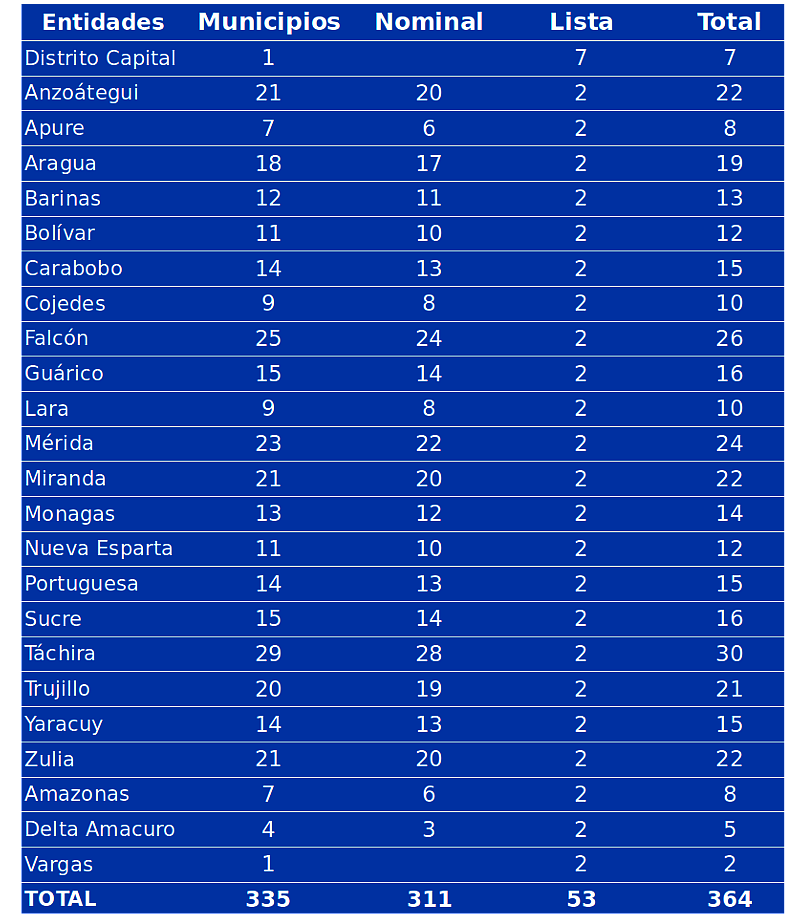 Entidades Municipios Nominal Lista Total
Distrito Capital 1 7 7
Anzoátegui 21 20 2 22
Apure 7 6 2 8
Aragua 18 17 2 19
Barinas 12 11 2 13
Bolívar 11 10 2 12
Carabobo 14 13 2 15
Cojedes 9 8 2 10
Falcón 25 24 2 26
Guárico 15 14 2 16
Lara 9 8 2 10
Mérida 23 22 2 24
Miranda 21 20 2 22
Monagas 13 12 2 14
Nueva Esparta 11 10 2 12
Portuguesa 14 13 2 15
Sucre 15 14 2 16
Táchira 29 28 2 30
Trujillo 20 19 2 21
Yaracuy 14 13 2 15
Zulia 21 20 2 22
Amazonas 7 6 2 8
Delta Amacuro 4 3 2 5
Vargas 1 2 2
TOTAL 335 311 53 364